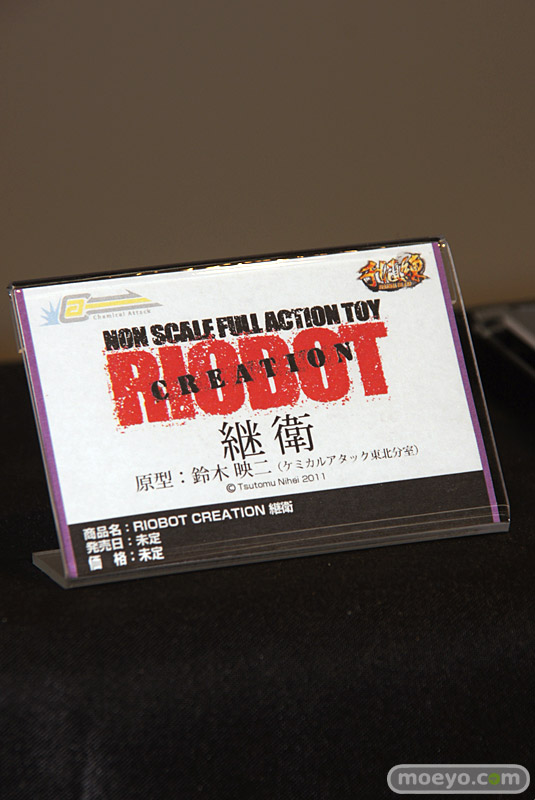 Chemical Attack
NON SCALE FULL ACTION TOY
RIOBOT
CREATION
継衛
原型：鈴木 映二（ケミカルアタック東北分室）
© Tsutomu Nihei 2011
商品名：RIOBOT CREATION 継衛
発売日：未定
価 格：未定
moeyo.com